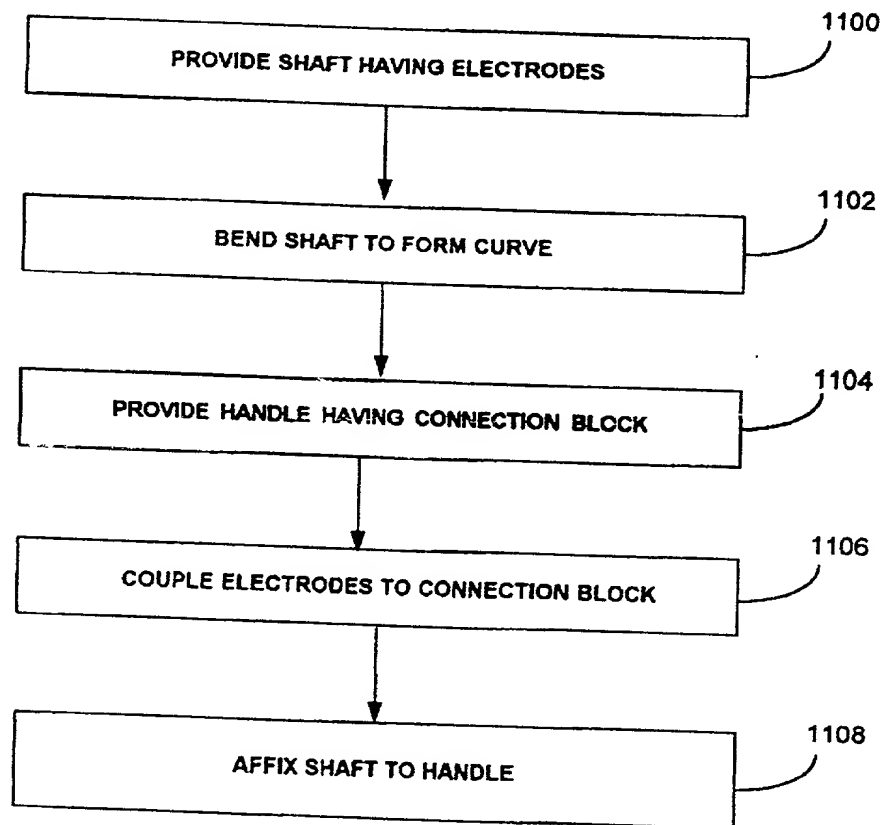 1100
PROVIDE SHAFT HAVING ELECTRODES
1102
BEND SHAFT TO FORM CURVE
1104
PROVIDE HANDLE HAVING CONNECTION BLOCK
1106
COUPLE ELECTRODES TO CONNECTION BLOCK
1108
AFFIX SHAFT TO HANDLE